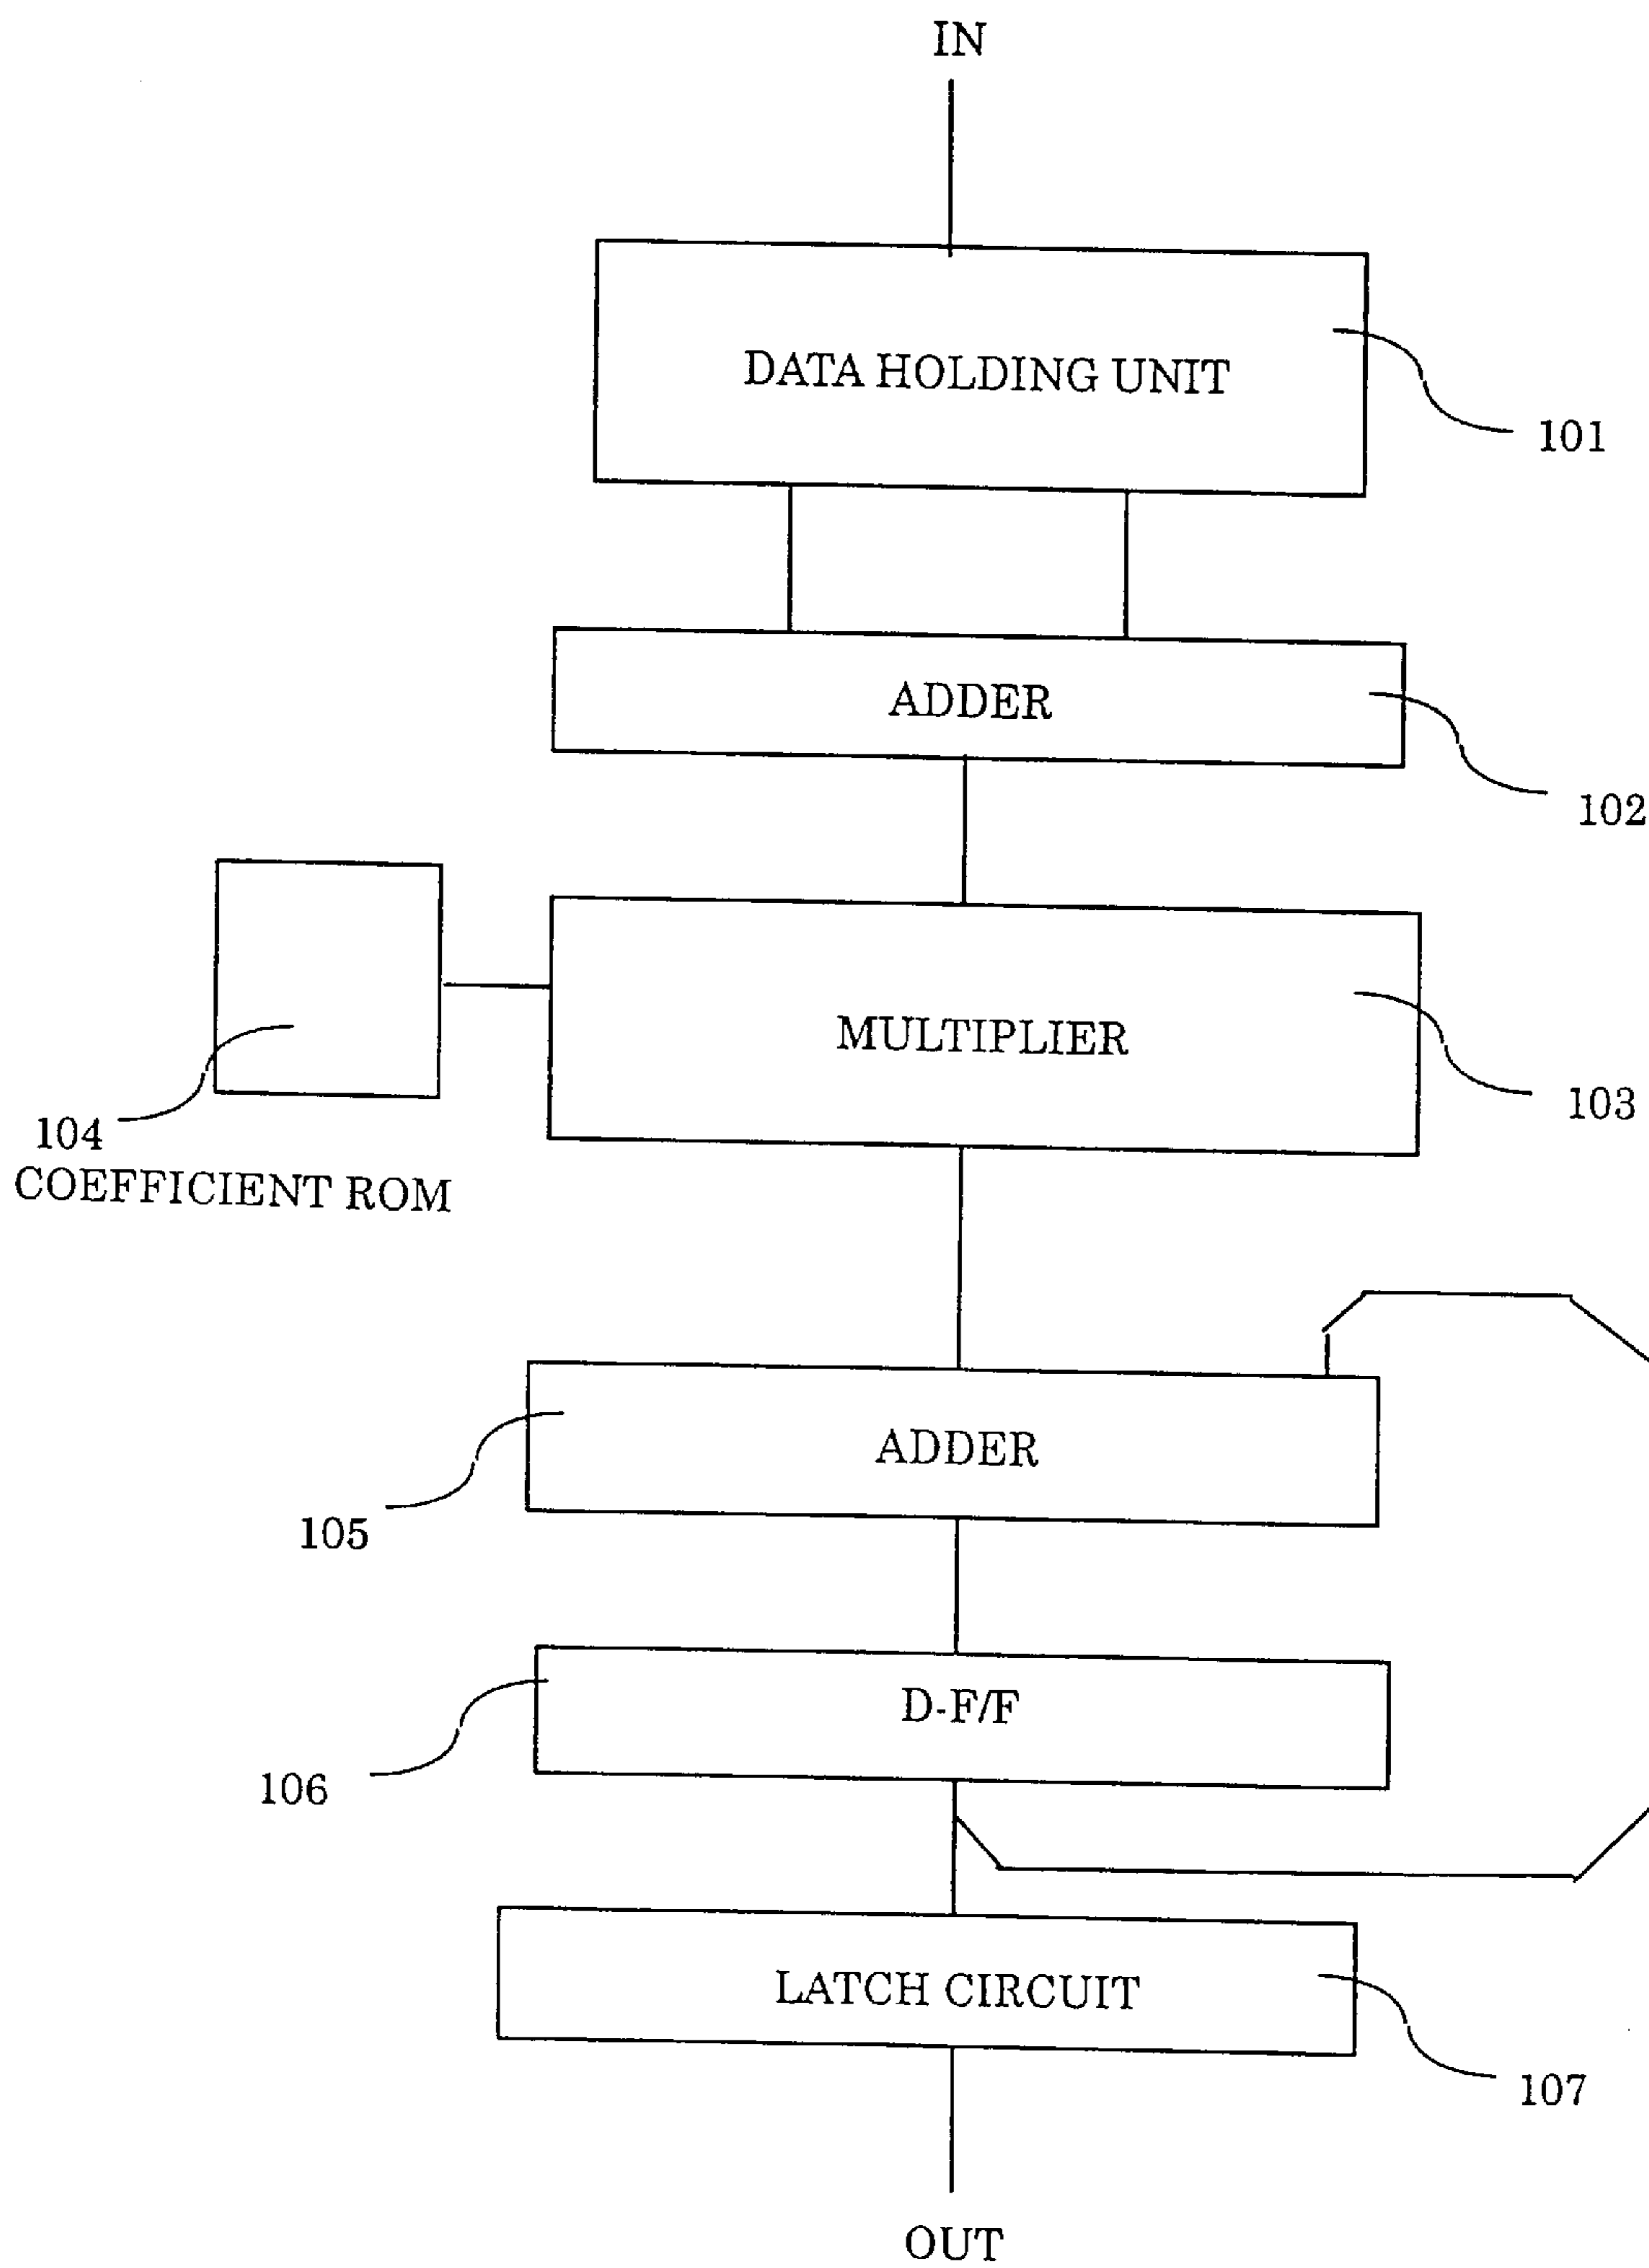 IN
DATA HOLDING UNIT
101
ADDER
102
MULTIPLIER
103
104
COEFFICIENT ROM
ADDER
105
D-F/F
106
LATCH CIRCUIT
107
OUT